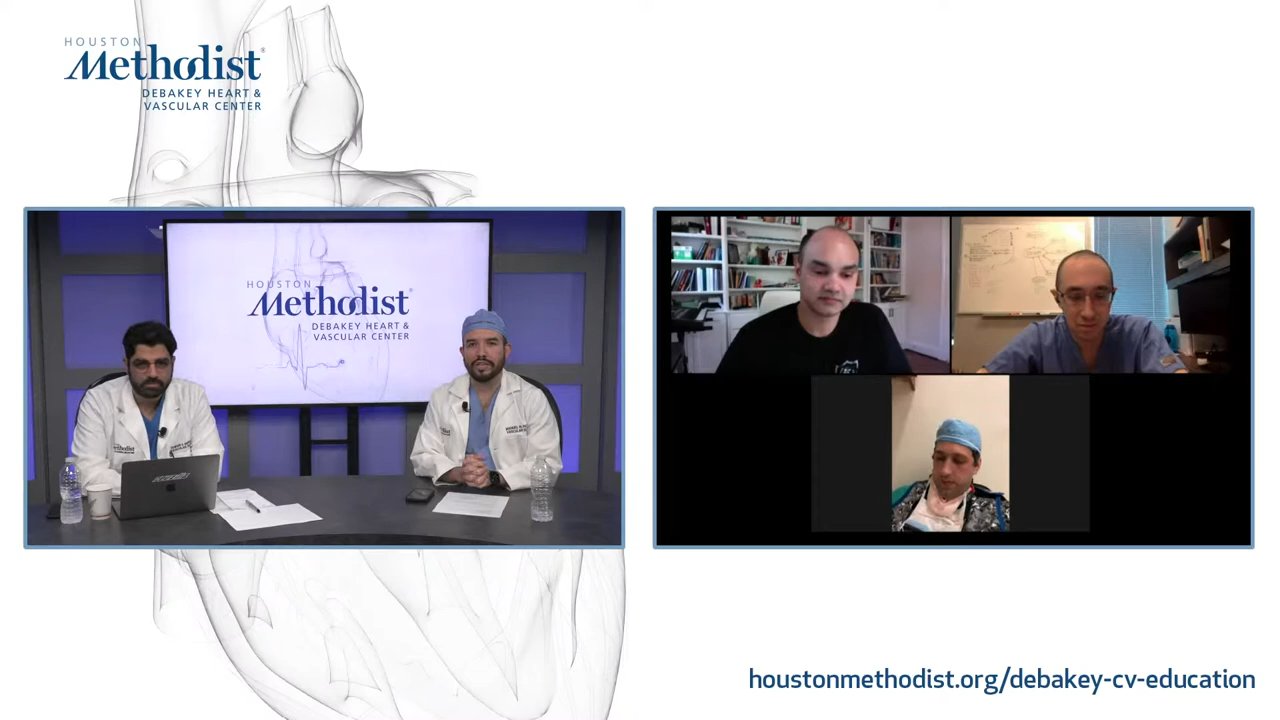 HOUSTON
Methodist®
DEBAKEY HEART &
VASCULAR CENTER
HOUSTON
Methodist®
DEBAKEY HEART &
VASCULAR CENTER
houstonmethodist.org/debakey-cv-education